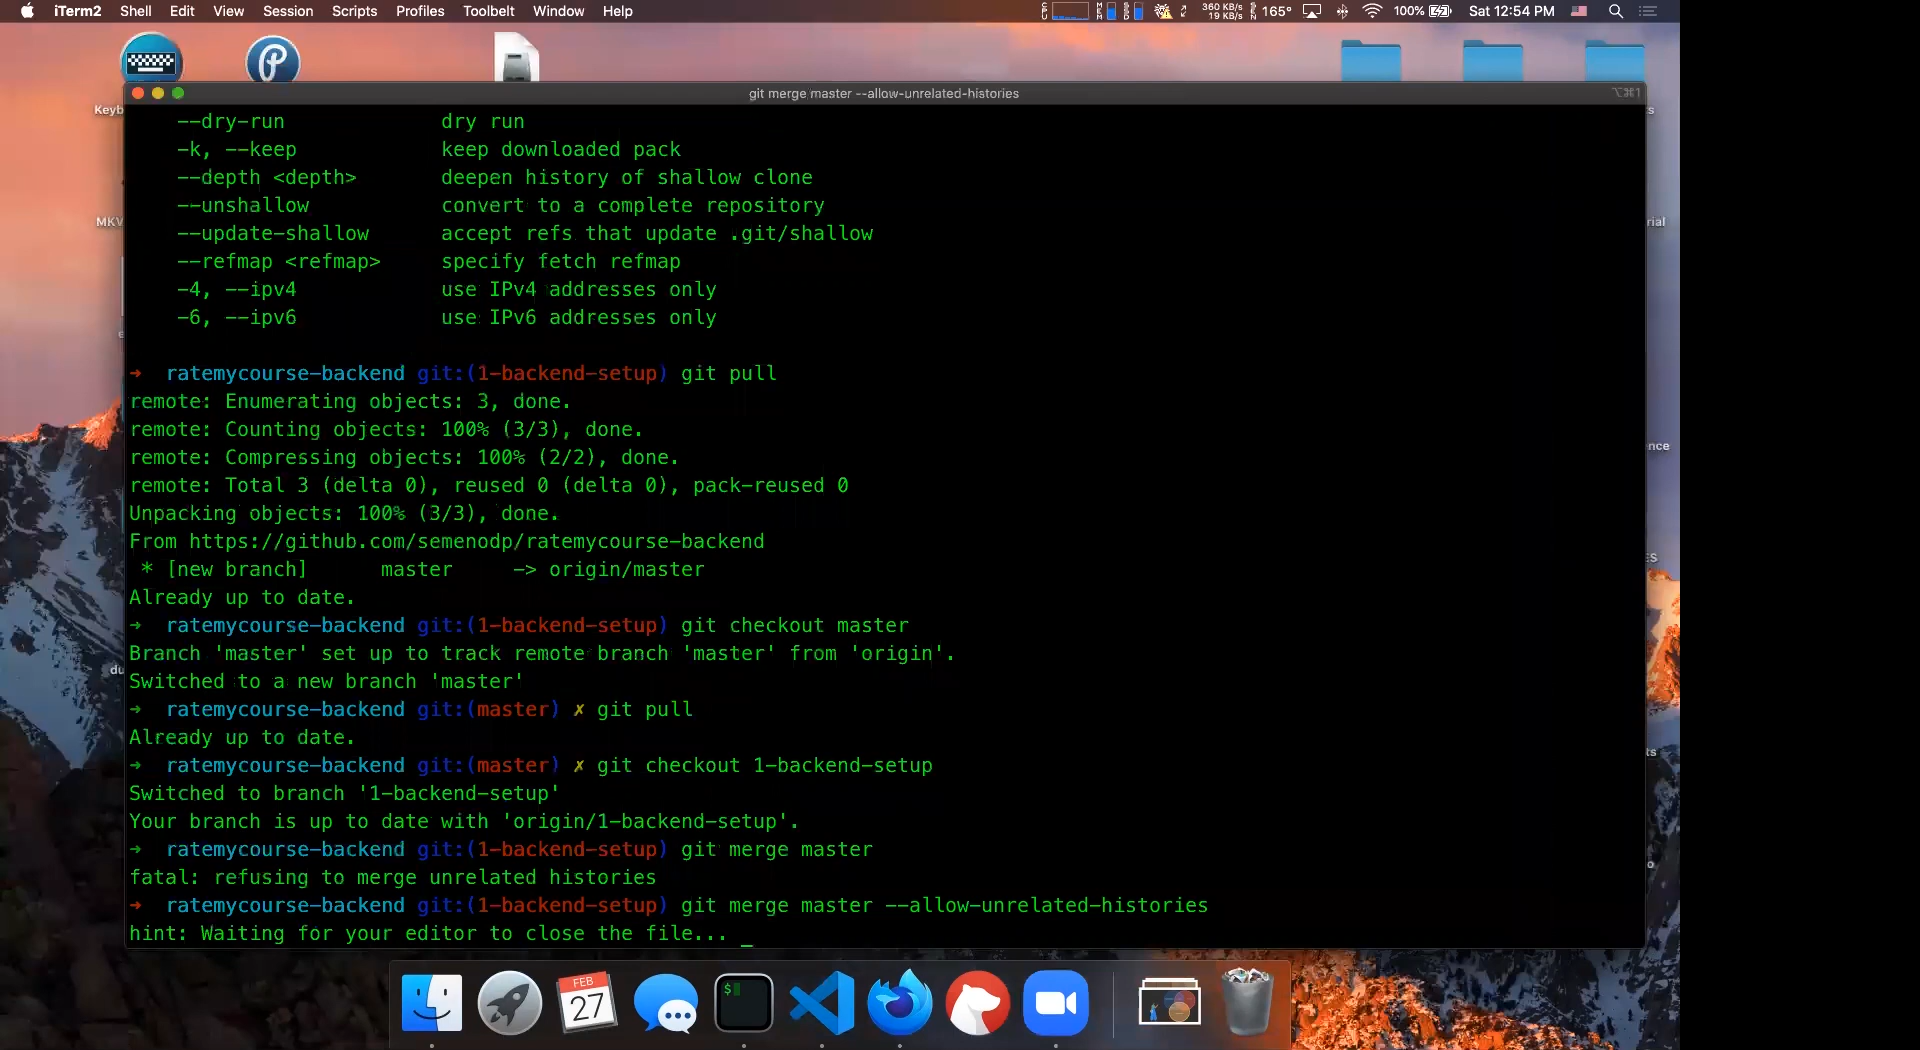 iTerm2 Shell Edit View Session Scripts Profiles Toolbelt Window Help 360 KB/s 19 KB/s 165° 100% Sat 12:54 PM
Keyb
MKV
du
rial
nce
ES
ts
git merge master --allow-unrelated-histories ⌥⌘1
--dry-run dry run
-k, --keep keep downloaded pack
--depth <depth> deepen history of shallow clone
--unshallow convert to a complete repository
--update-shallow accept refs that update .git/shallow
--refmap <refmap> specify fetch refmap
-4, --ipv4 use IPv4 addresses only
-6, --ipv6 use IPv6 addresses only
→ ratemycourse-backend git:(1-backend-setup) git pull
remote: Enumerating objects: 3, done.
remote: Counting objects: 100% (3/3), done.
remote: Compressing objects: 100% (2/2), done.
remote: Total 3 (delta 0), reused 0 (delta 0), pack-reused 0
Unpacking objects: 100% (3/3), done.
From https://github.com/semenodp/ratemycourse-backend
* [new branch] master -> origin/master
Already up to date.
→ ratemycourse-backend git:(1-backend-setup) git checkout master
Branch 'master' set up to track remote branch 'master' from 'origin'.
Switched to a new branch 'master'
→ ratemycourse-backend git:(master) ✗ git pull
Already up to date.
→ ratemycourse-backend git:(master) ✗ git checkout 1-backend-setup
Switched to branch '1-backend-setup'
Your branch is up to date with 'origin/1-backend-setup'.
→ ratemycourse-backend git:(1-backend-setup) git merge master
fatal: refusing to merge unrelated histories
→ ratemycourse-backend git:(1-backend-setup) git merge master --allow-unrelated-histories
hint: Waiting for your editor to close the file... _
FEB
27
$